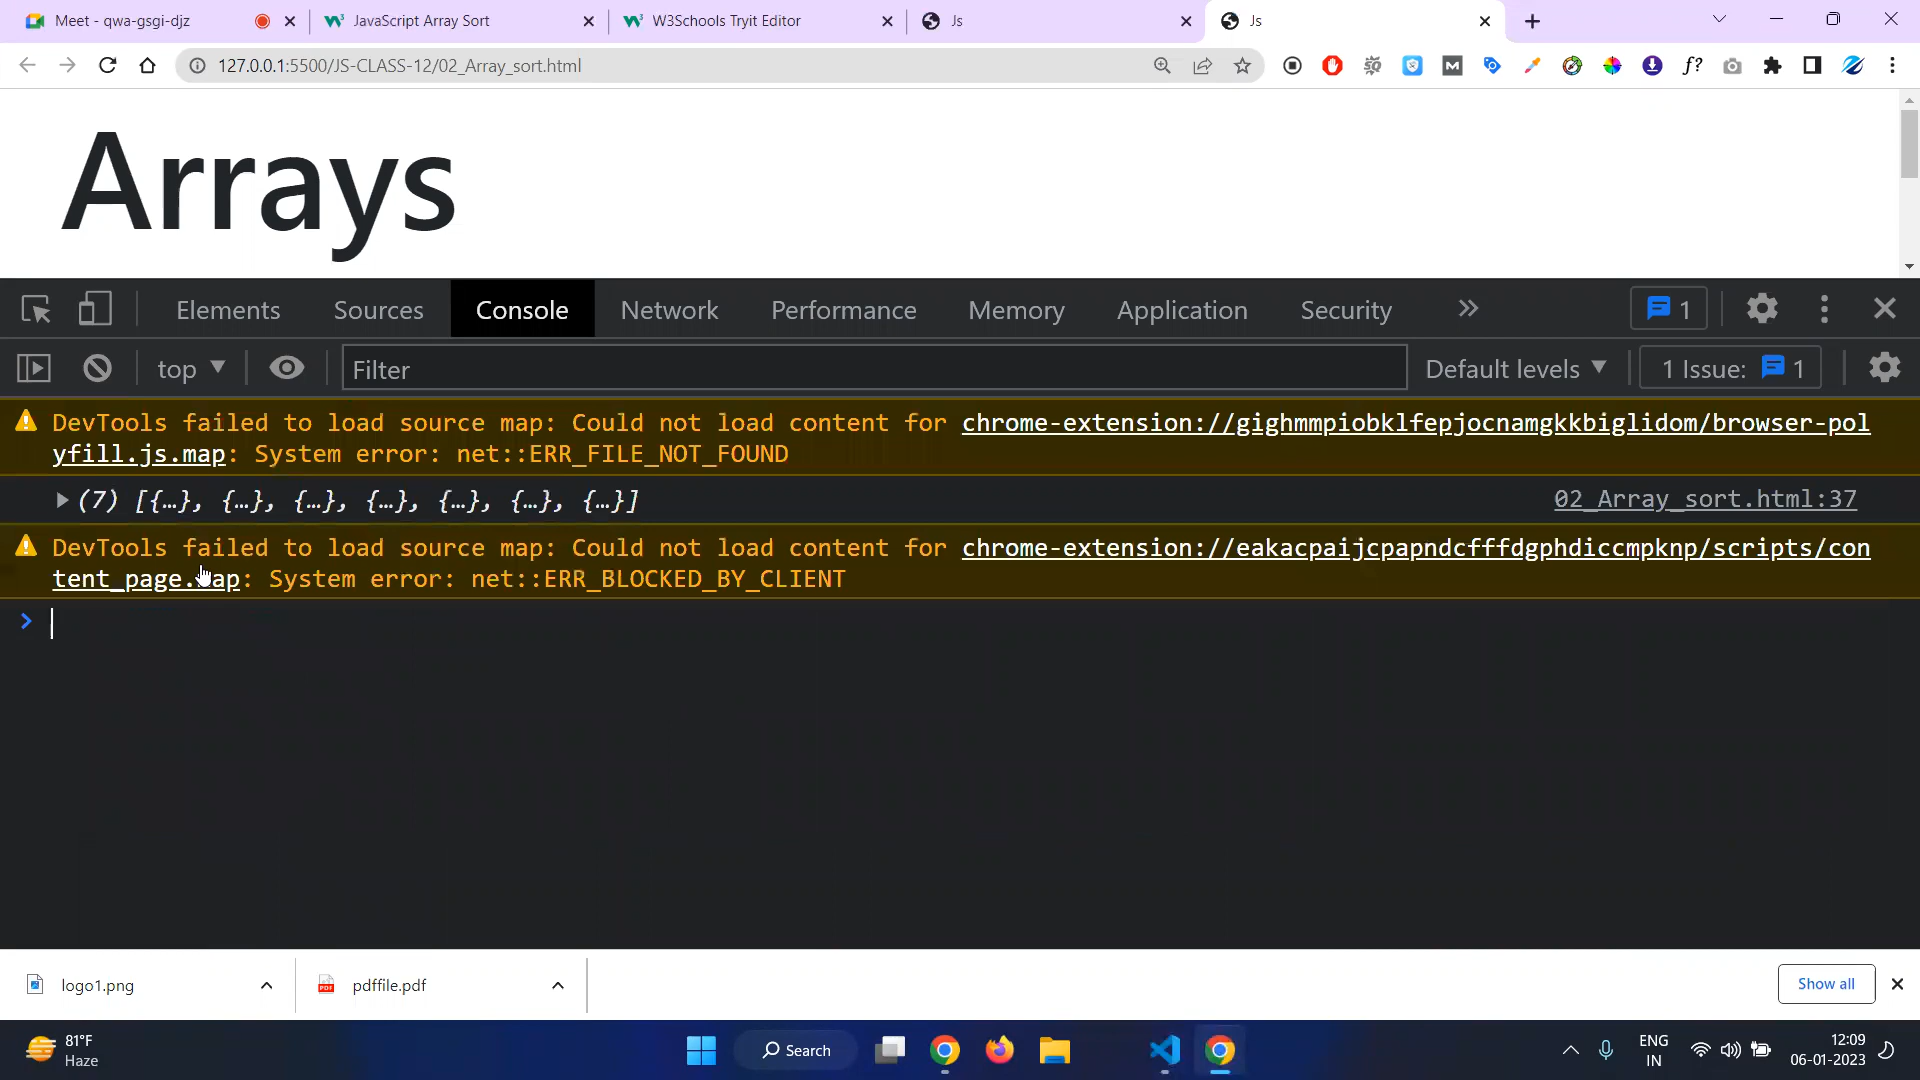 Meet - qwa-gsgi-djz
JavaScript Array Sort
W3Schools Tryit Editor
Js
Js
127.0.0.1:5500/JS-CLASS-12/02_Array_sort.html
Arrays
Elements Sources Console Network Performance Memory Application Security 1
top Filter Default levels 1 Issue: 1
DevTools failed to load source map: Could not load content for chrome-extension://gighmmpiobklfepjocnamgkkbiglidom/browser-pol
yfill.js.map: System error: net::ERR_FILE_NOT_FOUND
(7) [{…}, {…}, {…}, {…}, {…}, {…}, {…}] 02_Array_sort.html:37
DevTools failed to load source map: Could not load content for chrome-extension://eakacpaijcpapndcfffdgphdiccmpknp/scripts/con
tent_page.map: System error: net::ERR_BLOCKED_BY_CLIENT
logo1.png
pdffile.pdf
Show all
81°F
Haze
Search
ENG
IN
12:09
06-01-2023